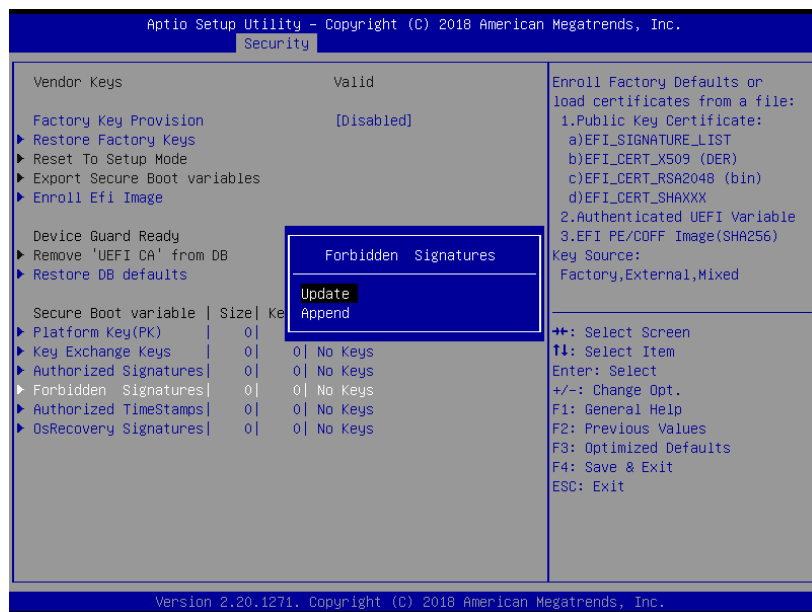 Aptio Setup Utility – Copyright (C) 2018 American Megatrends, Inc.
Security
Vendor Keys Valid
Factory Key Provision [Disabled]
Restore Factory Keys
Reset To Setup Mode
Export Secure Boot variables
Enroll Efi Image
Device Guard Ready
Remove 'UEFI CA' from DB
Restore DB defaults
Secure Boot variable | Size| Ke
Platform Key(PK) | 0|
Key Exchange Keys | 0| 0| No Keys
Authorized Signatures| 0| 0| No Keys
Forbidden Signatures| 0| 0| No Keys
Authorized TimeStamps| 0| 0| No Keys
OsRecovery Signatures| 0| 0| No Keys
Forbidden Signatures
Update
Append
Enroll Factory Defaults or
load certificates from a file:
1.Public Key Certificate:
a)EFI_SIGNATURE_LIST
b)EFI_CERT_X509 (DER)
c)EFI_CERT_RSA2048 (bin)
d)EFI_CERT_SHAXXX
2.Authenticated UEFI Variable
3.EFI PE/COFF Image(SHA256)
Key Source:
Factory,External,Mixed
→←: Select Screen
↑↓: Select Item
Enter: Select
+/-: Change Opt.
F1: General Help
F2: Previous Values
F3: Optimized Defaults
F4: Save & Exit
ESC: Exit
Version 2.20.1271. Copyright (C) 2018 American Megatrends, Inc.